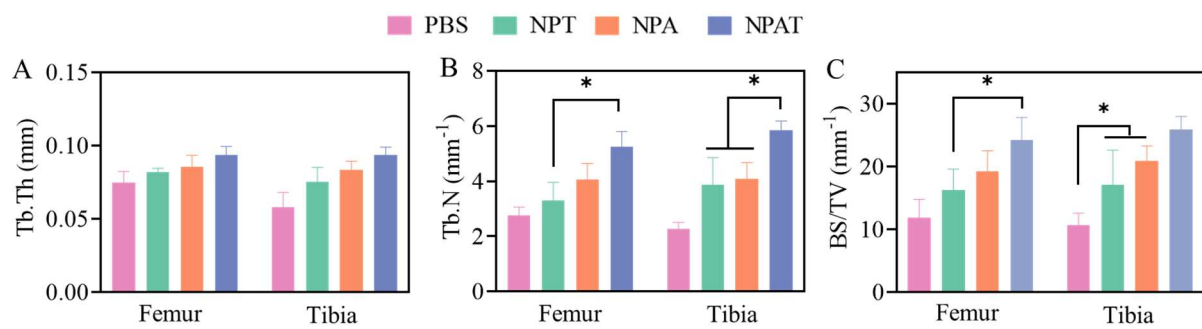 PBS NPT NPA NPAT
A
Tb.Th (mm)
0.15
0.10
0.05
0.00
Femur Tibia
B
Tb.N (mm⁻¹)
8
6
4
2
0
* *
Femur Tibia
C
BS/TV (mm⁻¹)
30
20
10
0
* *
Femur Tibia